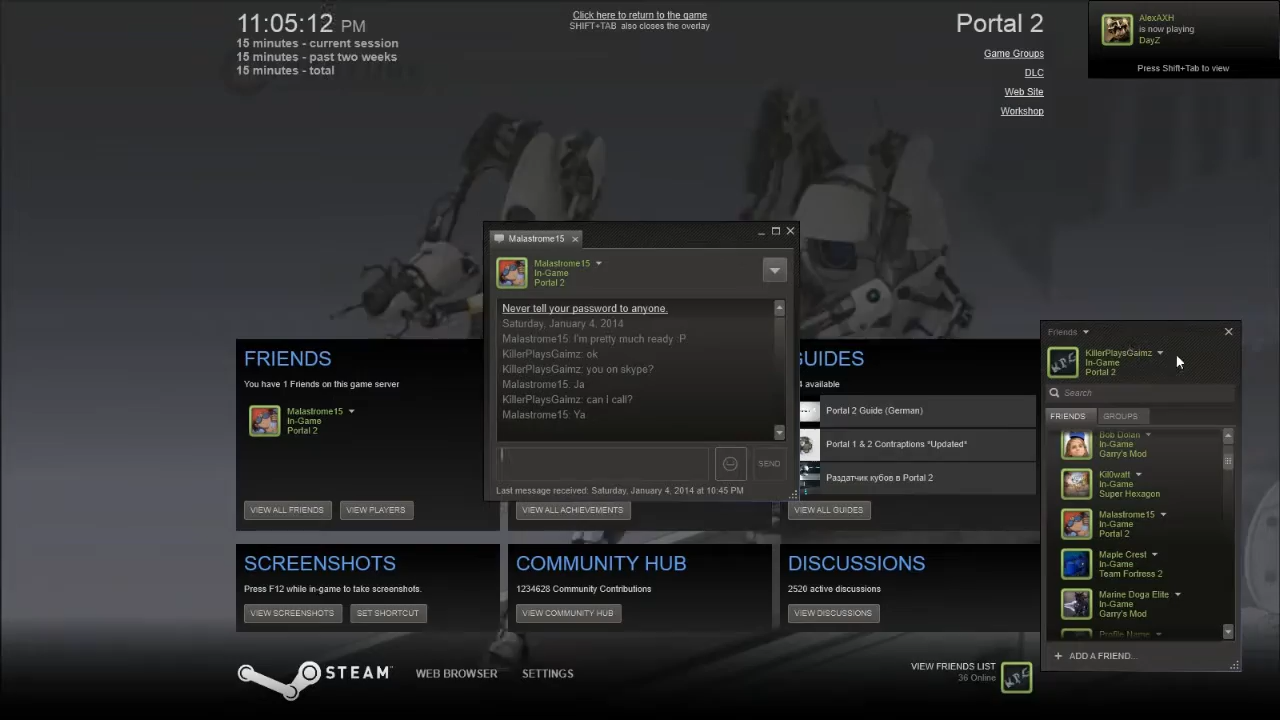 11:05:12 PM
15 minutes - current session
15 minutes - past two weeks
15 minutes - total
Click here to return to the game
SHIFT+TAB also closes the overlay
Portal 2
Game Groups
DLC
Web Site
Workshop
AlexAXH
is now playing
DayZ
Press Shift+Tab to view
Malastrome15
Malastrome15
In-Game
Portal 2
Never tell your password to anyone.
Saturday, January 4, 2014
Malastrome15: I'm pretty much ready :P
KillerPlaysGaimz: ok
KillerPlaysGaimz: you on skype?
Malastrome15: Ja
KillerPlaysGaimz: can I call?
Malastrome15: Ya
SEND
Last message received: Saturday, January 4, 2014 at 10:45 PM
FRIENDS
You have 1 Friends on this game server
Malastrome15
In-Game
Portal 2
VIEW ALL FRIENDS
VIEW PLAYERS
VIEW ALL ACHIEVEMENTS
GUIDES
4 available
Portal 2 Guide (German)
Portal 1 & 2 Contraptions *Updated*
Раздатчик кубов в Portal 2
VIEW ALL GUIDES
SCREENSHOTS
Press F12 while in-game to take screenshots.
VIEW SCREENSHOTS
SET SHORTCUT
COMMUNITY HUB
1234628 Community Contributions
VIEW COMMUNITY HUB
DISCUSSIONS
2520 active discussions
VIEW DISCUSSIONS
Friends
KillerPlaysGaimz
In-Game
Portal 2
Search
FRIENDS
GROUPS
Bob Dolan
In-Game
Garry's Mod
Kil0watt
In-Game
Super Hexagon
Malastrome15
In-Game
Portal 2
Maple Crest
In-Game
Team Fortress 2
Marine Doga Elite
In-Game
Garry's Mod
Profile Name
+ ADD A FRIEND...
STEAM™
WEB BROWSER
SETTINGS
VIEW FRIENDS LIST
36 Online
KPG